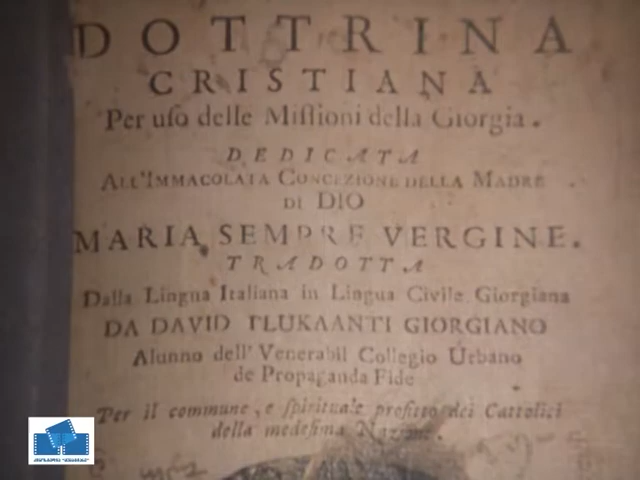 DOTTRINA
CRISTIANA
Per uso delle Missioni della Giorgia.
DEDICATA
ALL'IMMACOLATA CONCEZIONE DELLA MADRE
DI DIO
MARIA SEMPRE VERGINE.
TRADOTTA
Dalla Lingua Italiana in Lingua Civile Giorgiana
DA DAVID TLUKAANTI GIORGIANO
Alunno dell' Venerabil Collegio Urbano
de Propaganda Fide
Per il commune, e spirituale profitto dei Cattolici
della medesima Nazione.